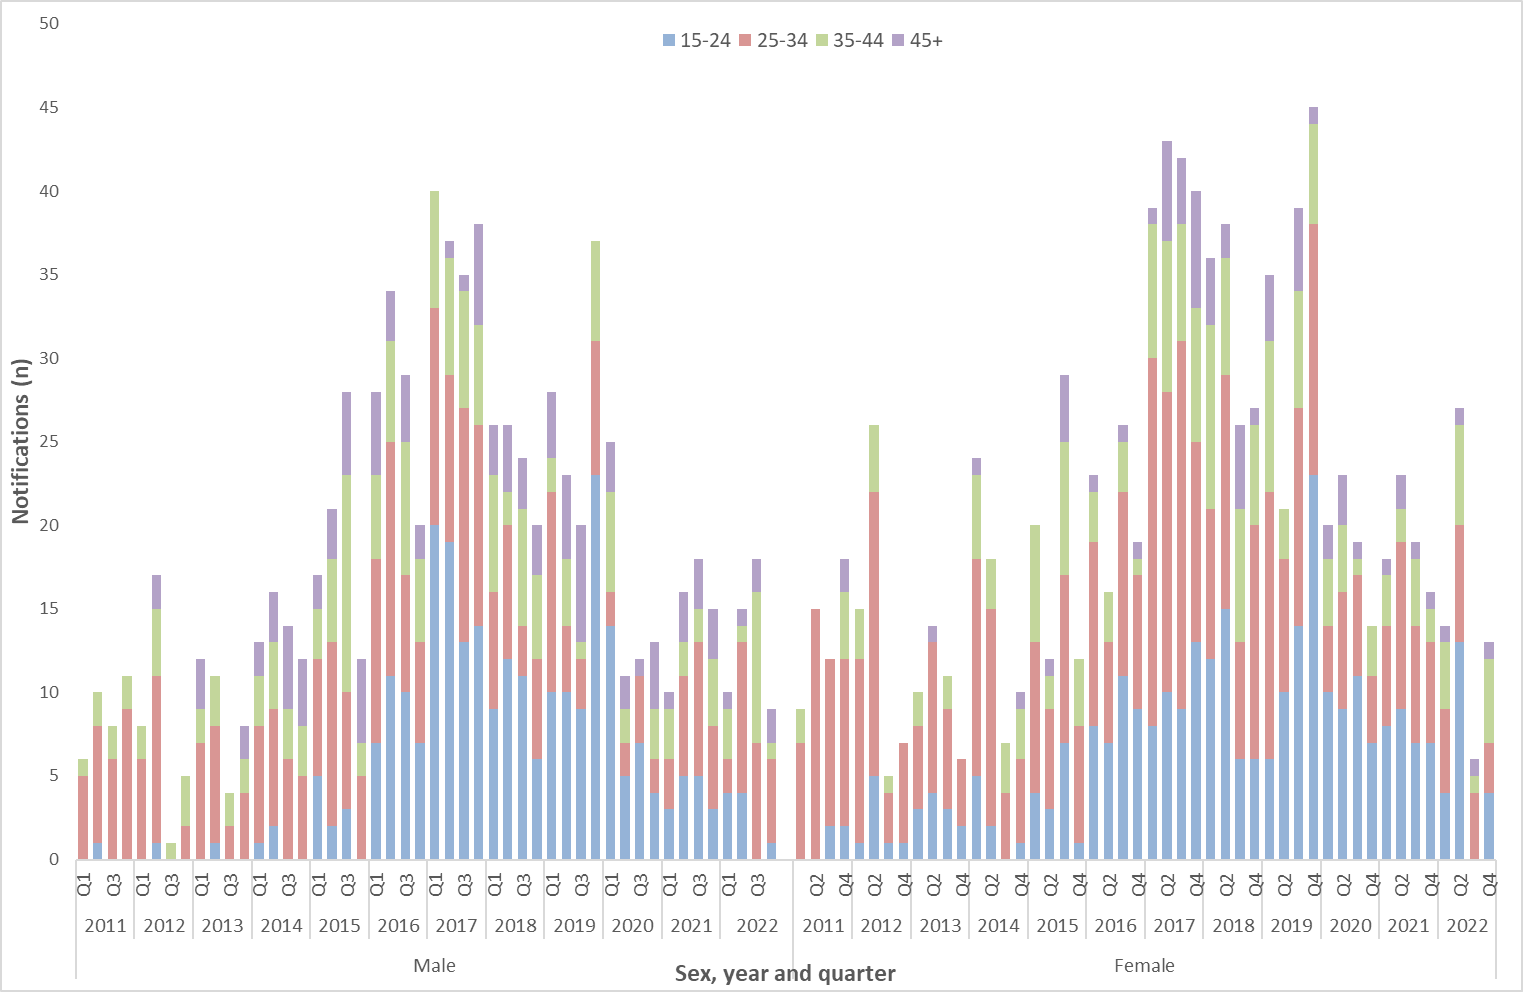 50
15-24 25-34 35-44 45+
45
40
35
30
25
20
15
10
5
0
Notifications (n)
Q1 Q3 Q1 Q3 Q1 Q3 Q1 Q3 Q1 Q3 Q1 Q3 Q1 Q3 Q1 Q3 Q1 Q3 Q1 Q3 Q1 Q3 Q1 Q3 Q2 Q4 Q2 Q4 Q2 Q4 Q2 Q4 Q2 Q4 Q2 Q4 Q2 Q4 Q2 Q4 Q2 Q4 Q2 Q4 Q2 Q4 Q2 Q4
2011 2012 2013 2014 2015 2016 2017 2018 2019 2020 2021 2022 2011 2012 2013 2014 2015 2016 2017 2018 2019 2020 2021 2022
Male Female
Sex, year and quarter